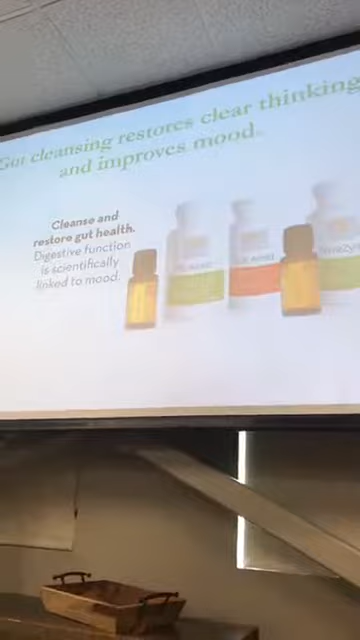 Gut cleansing restores clear thinking
and improves mood.
Cleanse and
restore gut health.
Digestive function
is scientifically
linked to mood.